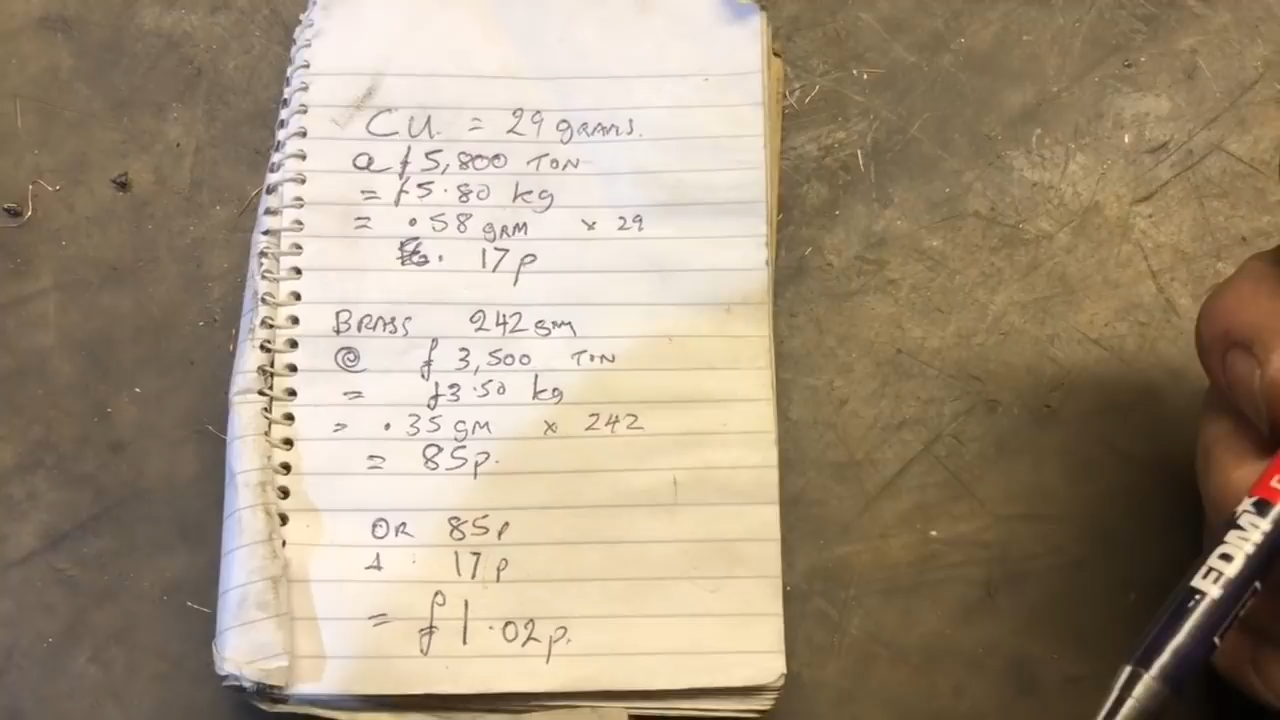 CU. = 29 grams.
@ £5,800 TON
= £5.80 kg
= .58 grm x 29
17p
BRASS 242 gm
@ £3,500 TON
= £3.50 kg
= .35 gm x 242
= 85p.
OR 85p
17p
= £1.02p.
EDM